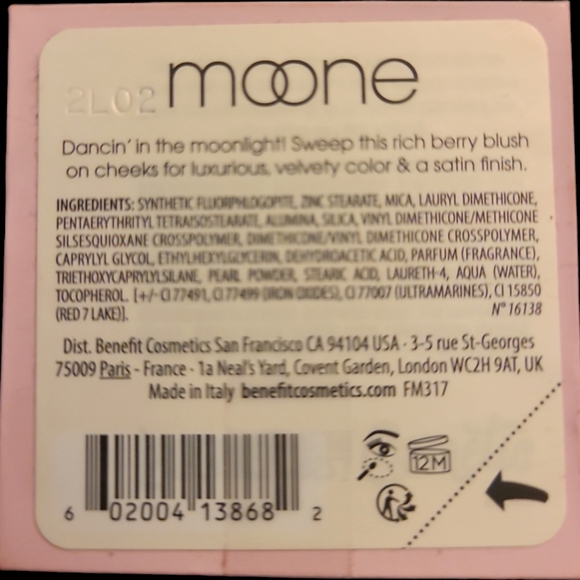 moone
2L02
Dancin' in the moonlight! Sweep this rich berry blush
on cheeks for luxurious, velvety color & a satin finish.
INGREDIENTS: SYNTHETIC FLUORPHLOGOPITE, ZINC STEARATE, MICA, LAURYL DIMETHICONE,
PENTAERYTHRITYL TETRAISOSTEARATE, ALUMINA, SILICA, VINYL DIMETHICONE/METHICONE
SILSESQUIOXANE CROSSPOLYMER, DIMETHICONE/VINYL DIMETHICONE CROSSPOLYMER,
CAPRYLYL GLYCOL, ETHYLHEXYLGLYCERIN, DEHYDROACETIC ACID, PARFUM (FRAGRANCE),
TRIETHOXYCAPRYLYLSILANE, PEARL POWDER, STEARIC ACID, LAURETH-4, AQUA (WATER),
TOCOPHEROL. [+/- CI 77491, CI 77499 (IRON OXIDES), CI 77007 (ULTRAMARINES), CI 15850
(RED 7 LAKE)]. N° 16138
Dist. Benefit Cosmetics San Francisco CA 94104 USA · 3-5 rue St-Georges
75009 Paris - France · 1a Neal's Yard, Covent Garden, London WC2H 9AT, UK
Made in Italy benefitcosmetics.com FM317
12M
6 02004 13868 2